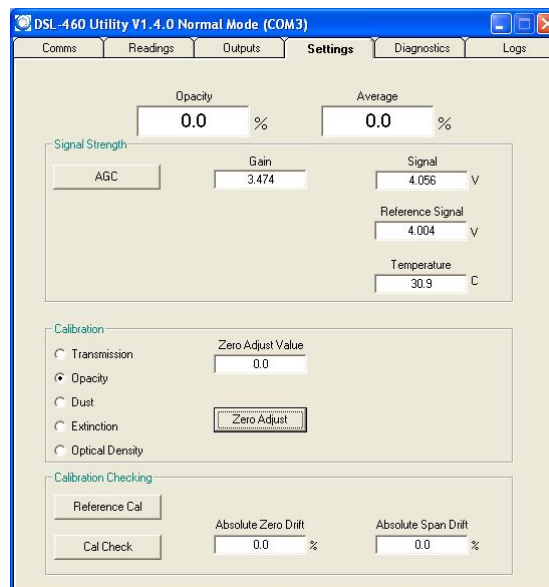 DSL-460 Utility V1.4.0 Normal Mode (COM3)
Comms Readings Outputs Settings Diagnostics Logs
Opacity Average
0.0 % 0.0 %
Signal Strength
AGC
Gain
3.474
Signal
4.056 V
Reference Signal
4.004 V
Temperature
30.9 C
Calibration
Transmission
Opacity
Dust
Extinction
Optical Density
Zero Adjust Value
0.0
Zero Adjust
Calibration Checking
Reference Cal
Cal Check
Absolute Zero Drift
0.0 %
Absolute Span Drift
0.0 %